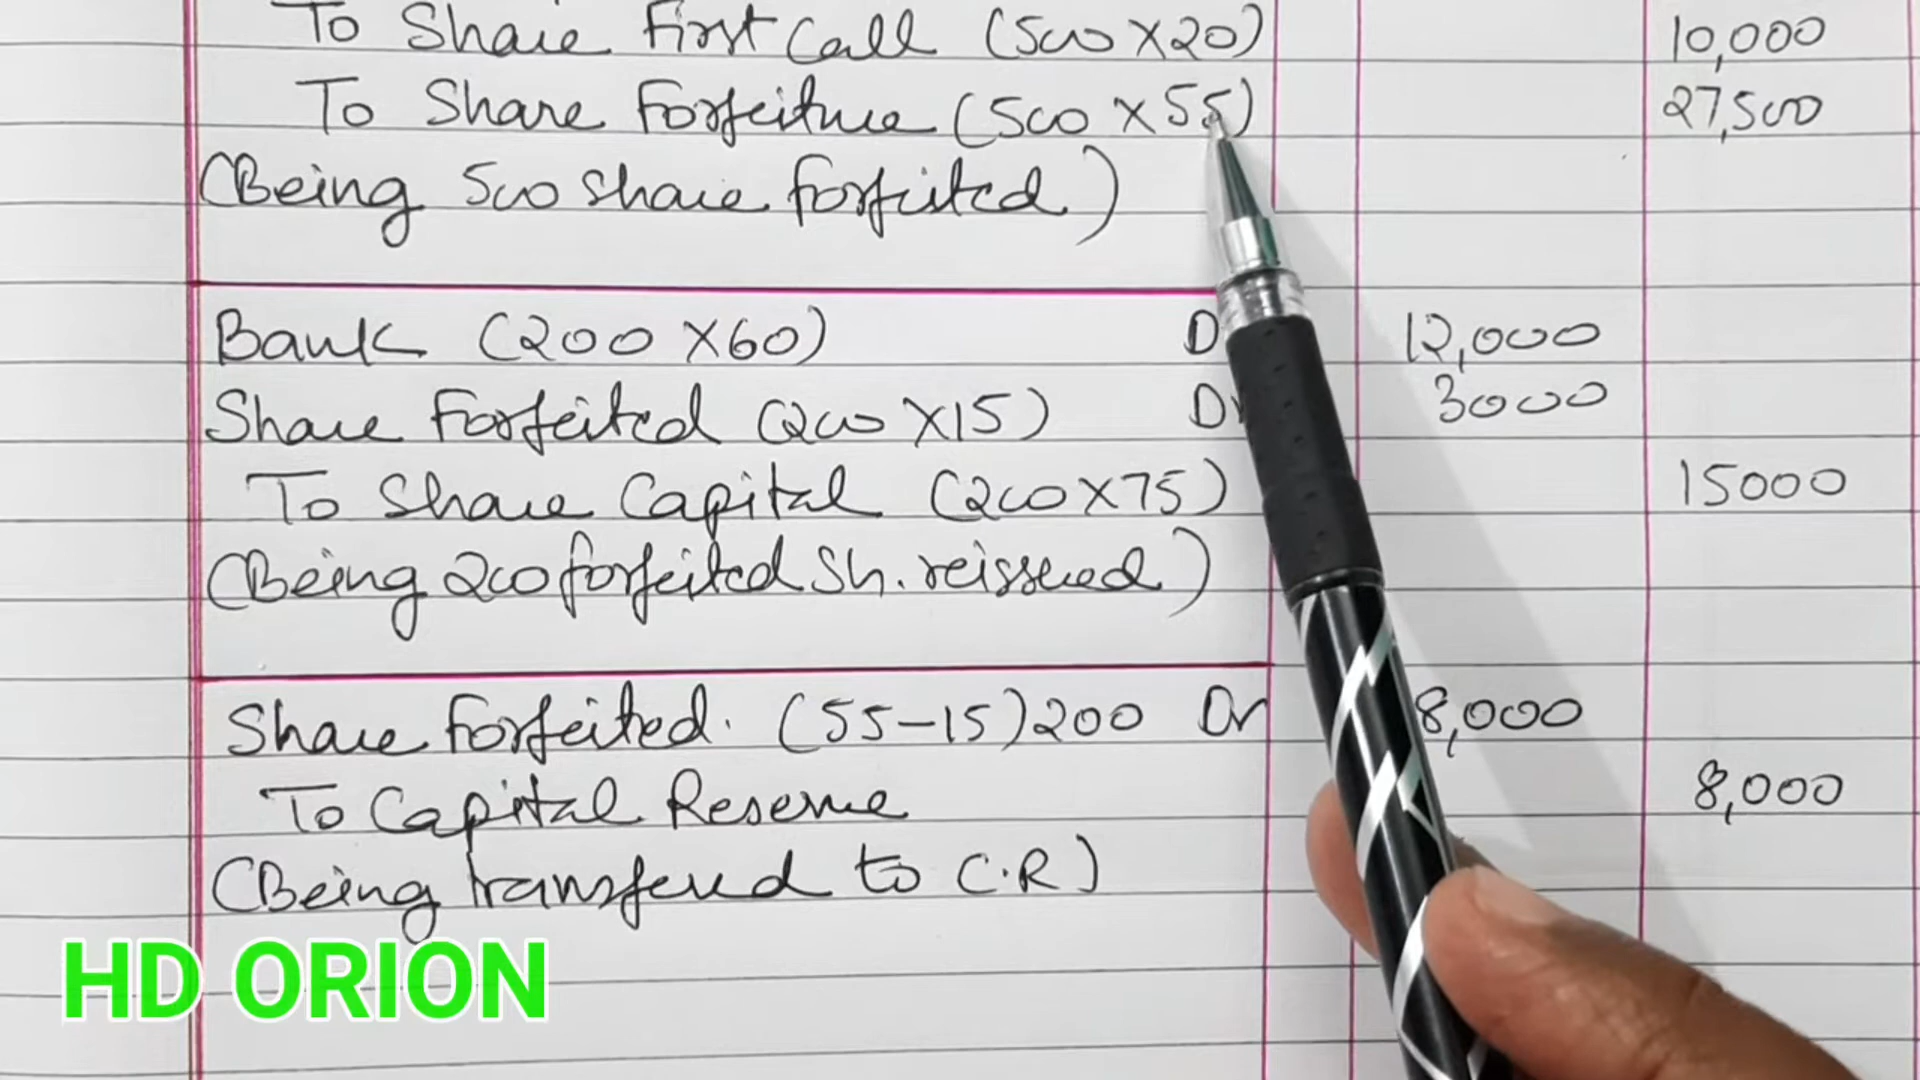 To Share First Call (500 X 20) 10,000
To Share Forfeiture (500 X 55) 27,500
(Being 500 Share forfeited)
Bank (200 X 60) D 12,000
Share Forfeited (200 X 15) Dr 3000
To Share Capital (200 X 75) 15000
(Being 200 forfeited Sh. reissued)
Share Forfeited. (55-15) 200 Dr 8,000
To Capital Reserve 8,000
(Being transfered to C.R)
HD ORION